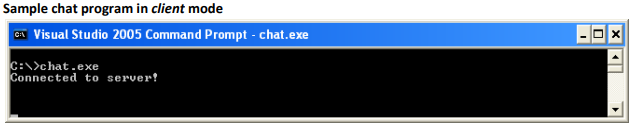 Sample chat program in client mode
Visual Studio 2005 Command Prompt - chat.exe
C:\>chat.exe
Connected to server!